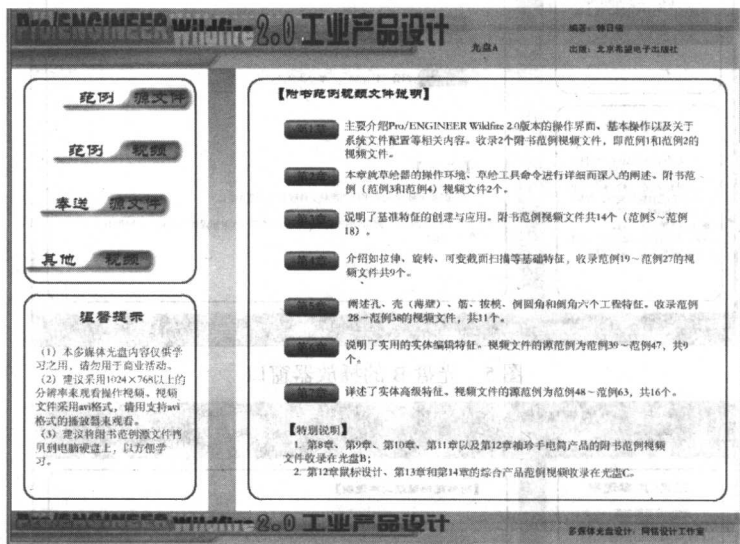 Pro/ENGINEER Wildfire 2.0 工业产品设计
光盘A
出版：北京希望电子出版社
范例 源文件
范例 视频
奉送 源文件
其他 视频
温馨提示
（1）本多媒体光盘内容仅供学
习之用，请勿用于商业活动。
（2）建议采用1024×768以上的
分辨率来观看操作视频。视频
文件采用avi格式，请用支持avi
格式的播放器来观看。
（3）建议将附书范例源文件拷
贝到电脑硬盘上，以方便学
习。
【附书范例视频文件说明】
第1章
主要介绍Pro/ENGINEER Wildfire 2.0版本的操作界面、基本操作以及关于
系统文件配置等相关内容。收录2个附书范例视频文件，即范例1和范例2的
视频文件。
第2章
本章就草绘器的操作环境、草绘工具命令进行详细而深入的阐述。附书范
例（范例3和范例4）视频文件2个。
第3章
说明了基准特征的创建与应用。附书范例视频文件共14个（范例5～范例
18）。
第4章
介绍如拉伸、旋转、可变截面扫描等基础特征，收录范例19～范例27的视
频文件共9个。
第5章
阐述孔、壳（薄壁）、筋、拔模、倒圆角和倒角六个工程特征。收录范例
28～范例38的视频文件，共11个。
第6章
说明了实用的实体编辑特征。视频文件的源范例为范例39～范例47，共9
个。
第7章
详述了实体高级特征。视频文件的源范例为范例48～范例63，共16个。
【特别说明】
1. 第8章、第9章、第10章、第11章以及第12章袖珍手电筒产品的附书范例视频
文件收录在光盘B；
2. 第12章鼠标设计、第13章和第14章的综合产品范例视频收录在光盘C。
Pro/ENGINEER Wildfire 2.0 工业产品设计
多媒体光盘设计：网铭设计工作室